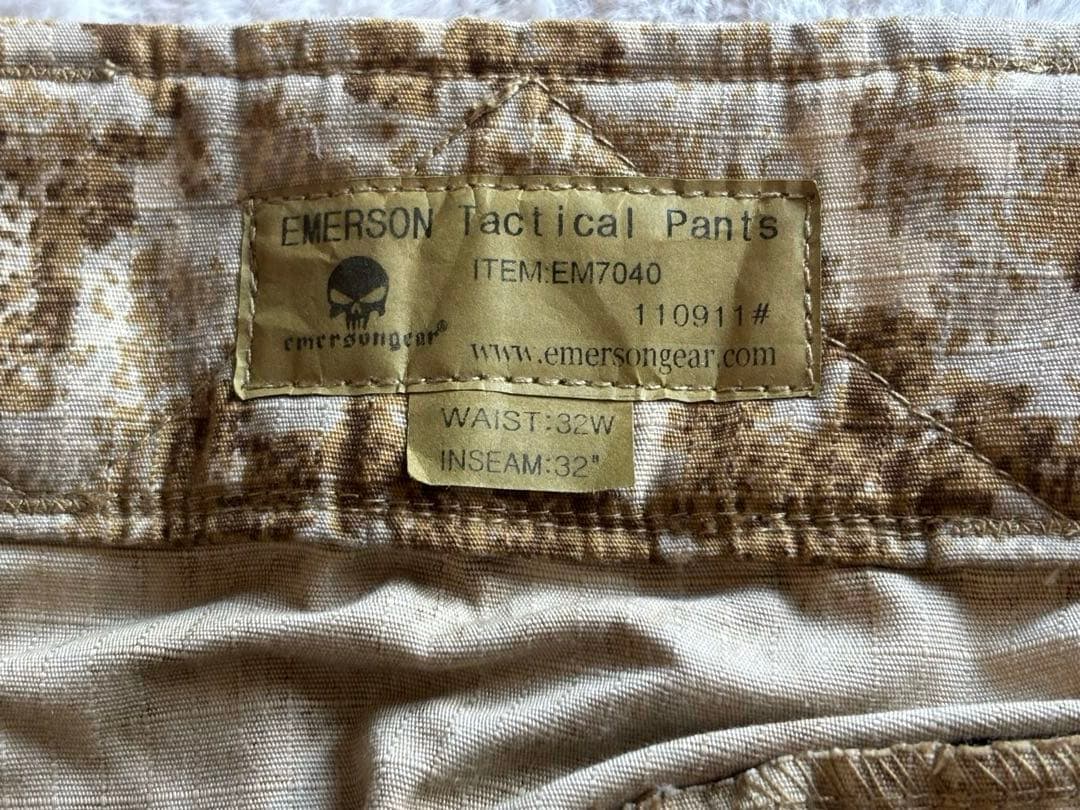 EMERSON Tactical Pants
ITEM:EM7040
110911#
emersongear®
www.emersongear.com
WAIST:32W
INSEAM:32"